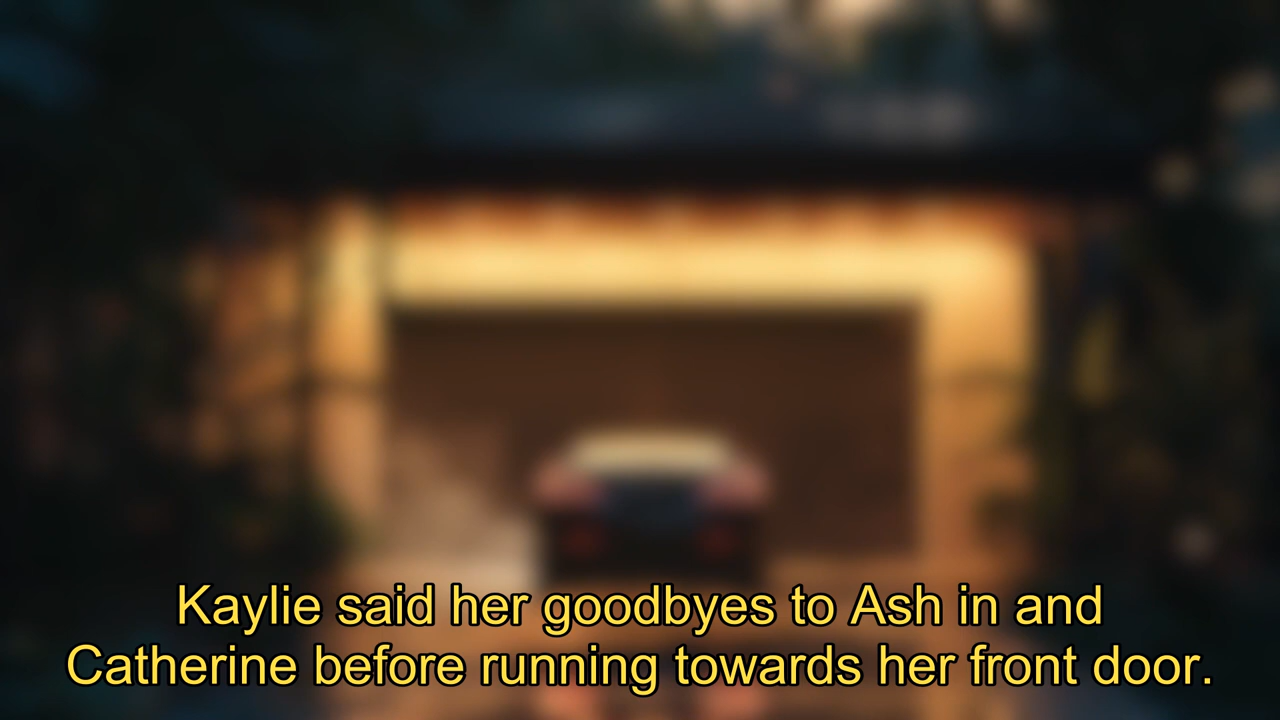 Kaylie said her goodbyes to Ash in and
Catherine before running towards her front door.